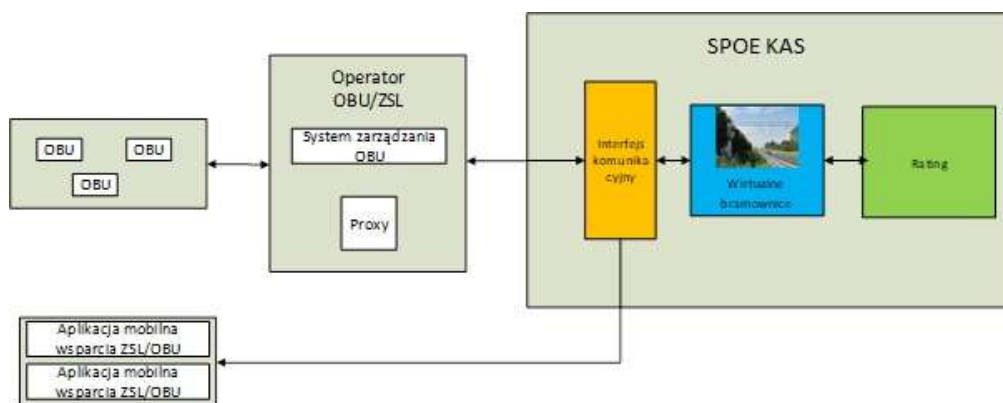 SPOE KAS
Operator
OBU/ZSL
System zarządzania
OBU
Proxy
OBU
OBU
OBU
Interfejs
komunika
cyjny
Wirtualne
bramownice
Rating
Aplikacja mobilna
wsparcia ZSL/OBU
Aplikacja mobilna
wsparcia ZSL/OBU